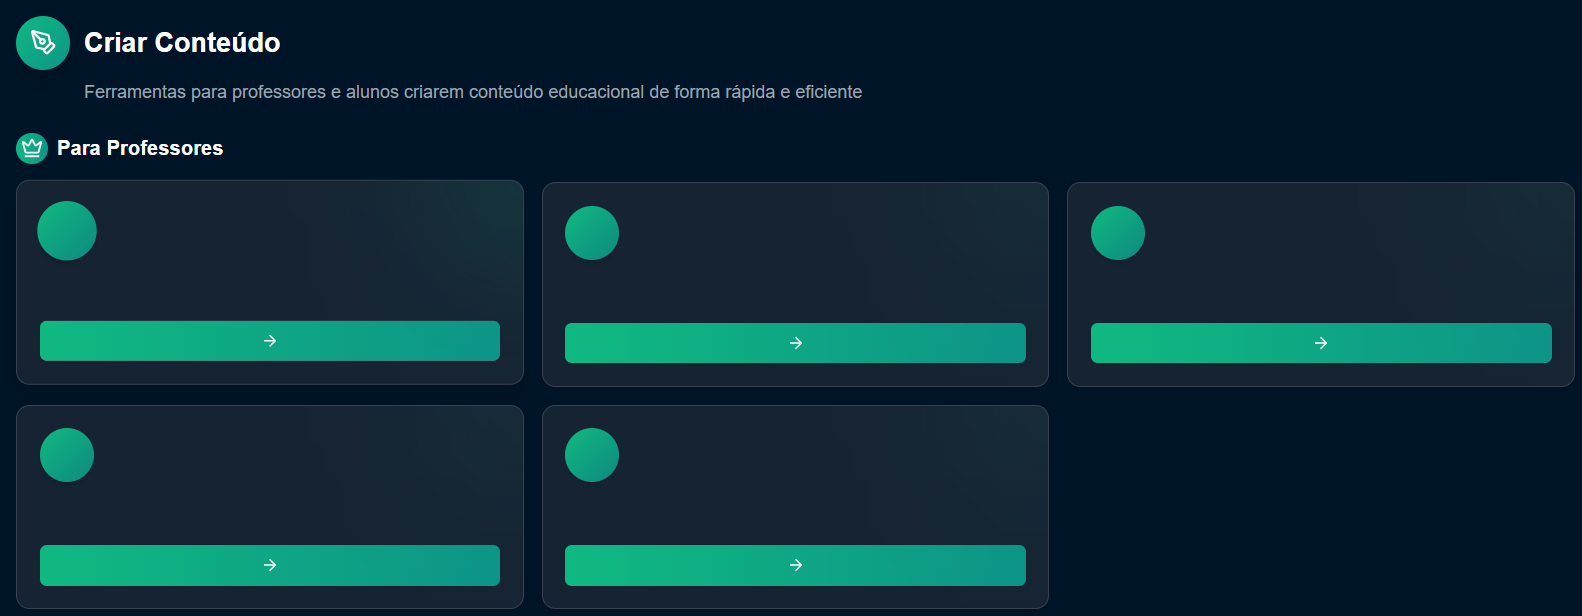 Criar Conteúdo
Ferramentas para professores e alunos criarem conteúdo educacional de forma rápida e eficiente
Para Professores